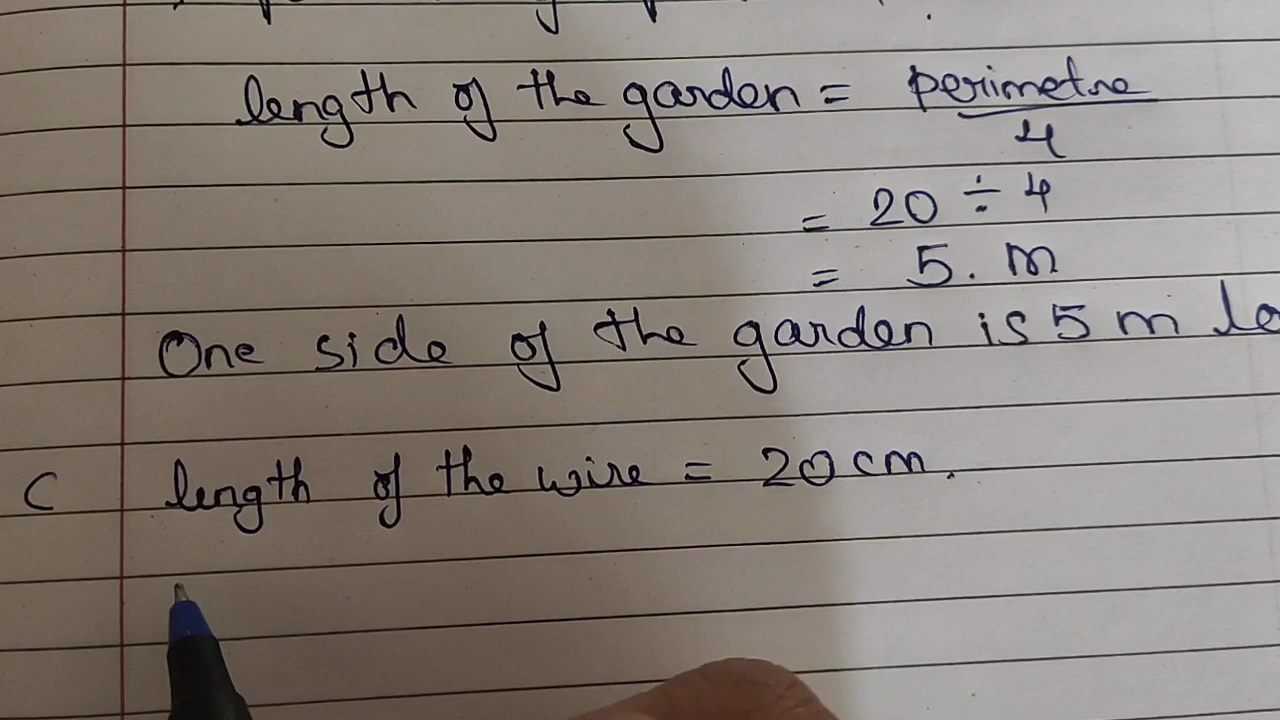 length of the garden = perimetre
4
= 20 ÷ 4
= 5. m
One side of the garden is 5 m
C length of the wire = 20 cm.